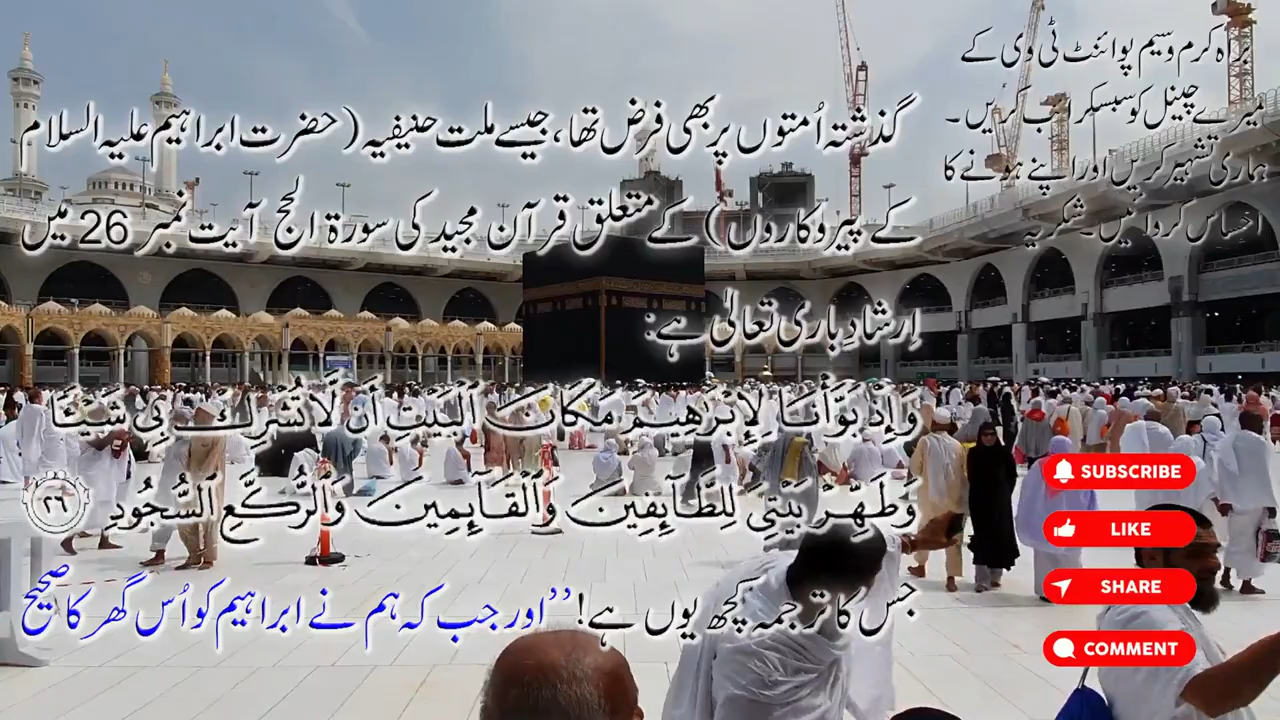 گذشتہ اُمتوں پر بھی فرض تھا، جیسے ملت حنیفیہ (حضرت ابراہیم علیہ السلام
کے پیروکاروں) کے متعلق قرآن مجید کی سورۃ الحج آیت نمبر 26 میں
اِرشادِ باری تعالیٰ ہے:
وَإِذْ بَوَّأْنَا لِإِبْرَٰهِيمَ مَكَانَ ٱلْبَيْتِ أَن لَّا تُشْرِكْ بِى شَيْـًٔا
وَطَهِّرْ بَيْتِىَ لِلطَّآئِفِينَ وَٱلْقَآئِمِينَ وَٱلرُّكَّعِ ٱلسُّجُودِ ٢٦
جس کا ترجمہ کچھ یوں ہے! ’’اور جب کہ ہم نے ابراہیم کو اُس گھر کا صحیح
براہ کرم وسیم پوائنٹ ٹی وی کے
میرے چینل کو سبسکرائب کریں۔
ہماری تشہیر کریں اور اپنے ہونے کا
احساس کروائیں۔ شکریہ
SUBSCRIBE
LIKE
SHARE
COMMENT